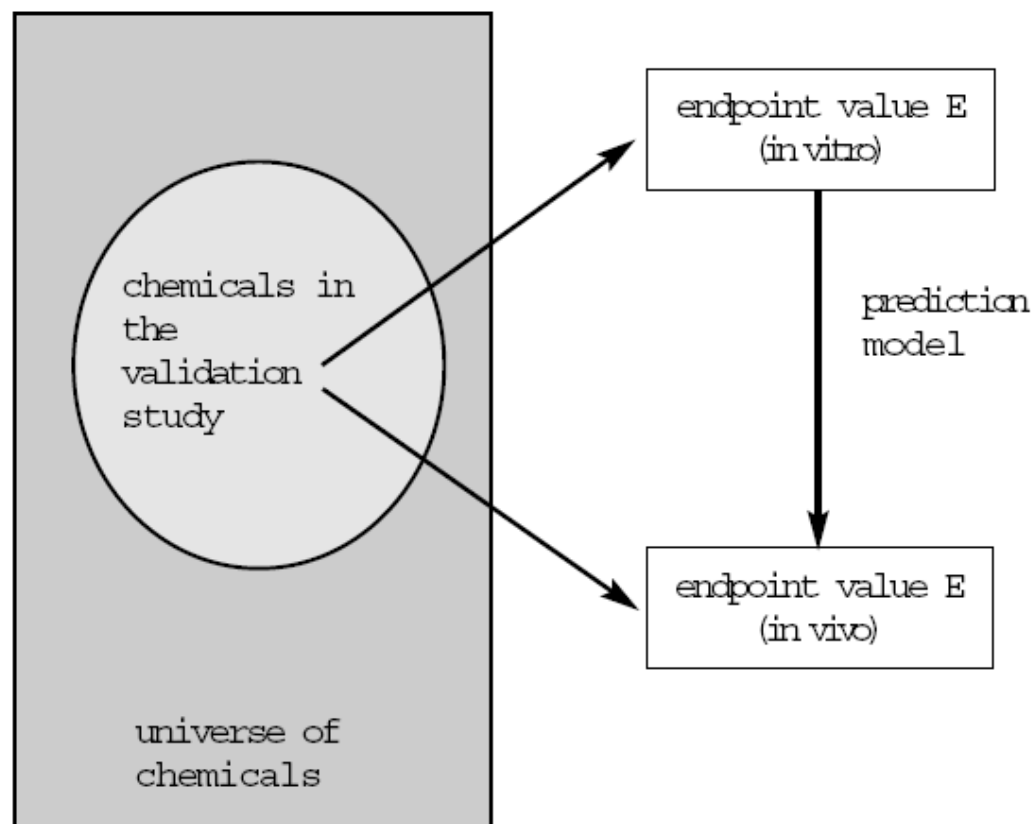 chemicals in
the
validation
study
universe of
chemicals
endpoint value E
(in vitro)
prediction
model
endpoint value E
(in vivo)